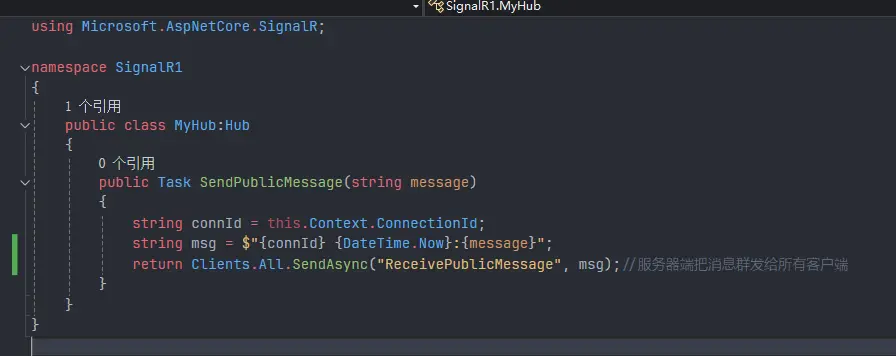 SignalR1.MyHub
using Microsoft.AspNetCore.SignalR;
namespace SignalR1
{
1 个引用
public class MyHub:Hub
{
0 个引用
public Task SendPublicMessage(string message)
{
string connId = this.Context.ConnectionId;
string msg = $"{connId} {DateTime.Now}:{message}";
return Clients.All.SendAsync("ReceivePublicMessage", msg);//服务器端把消息群发给所有客户端
}
}
}